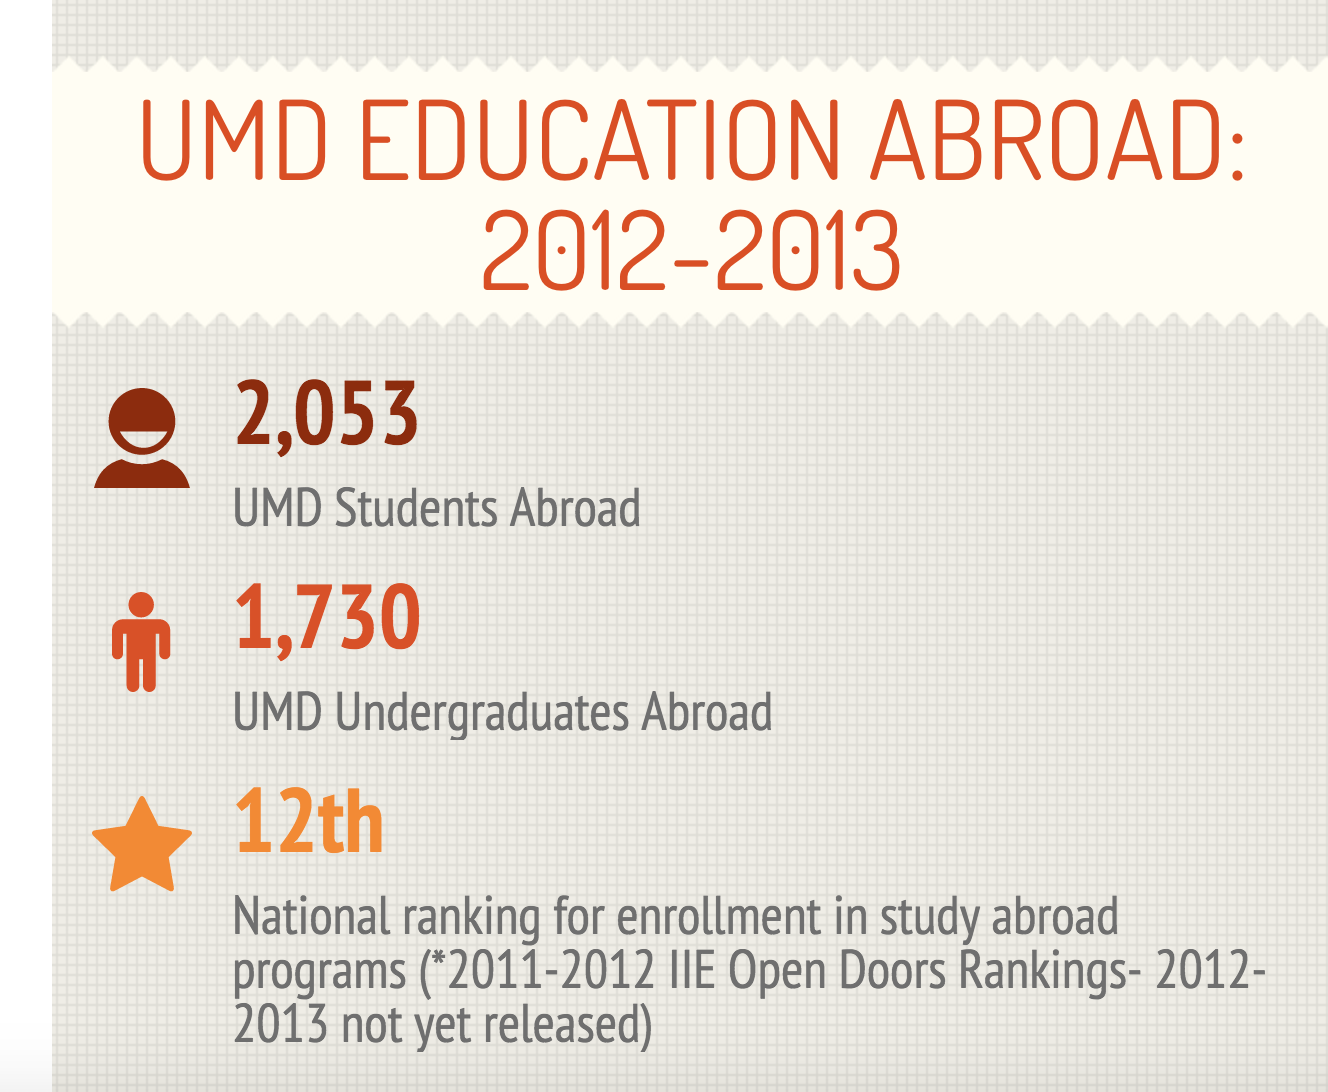 UMD EDUCATION ABROAD:
2012-2013
2,053
UMD Students Abroad
1,730
UMD Undergraduates Abroad
12th
National ranking for enrollment in study abroad
programs (*2011-2012 IIE Open Doors Rankings- 2012-
2013 not yet released)